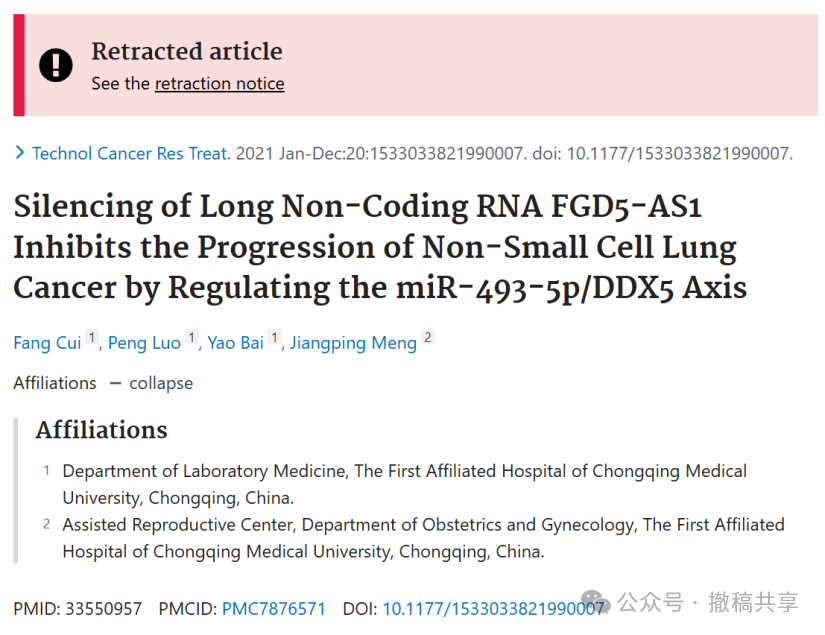 Retracted article
See the retraction notice
Technol Cancer Res Treat. 2021 Jan-Dec:20:1533033821990007. doi: 10.1177/1533033821990007.
Silencing of Long Non-Coding RNA FGD5-AS1
Inhibits the Progression of Non-Small Cell Lung
Cancer by Regulating the miR-493-5p/DDX5 Axis
Fang Cui 1, Peng Luo 1, Yao Bai 1, Jiangping Meng 2
Affiliations — collapse
Affiliations
1 Department of Laboratory Medicine, The First Affiliated Hospital of Chongqing Medical
University, Chongqing, China.
2 Assisted Reproductive Center, Department of Obstetrics and Gynecology, The First Affiliated
Hospital of Chongqing Medical University, Chongqing, China.
PMID: 33550957 PMCID: PMC7876571 DOI: 10.1177/1533033821990007
公众号 · 撤稿共享